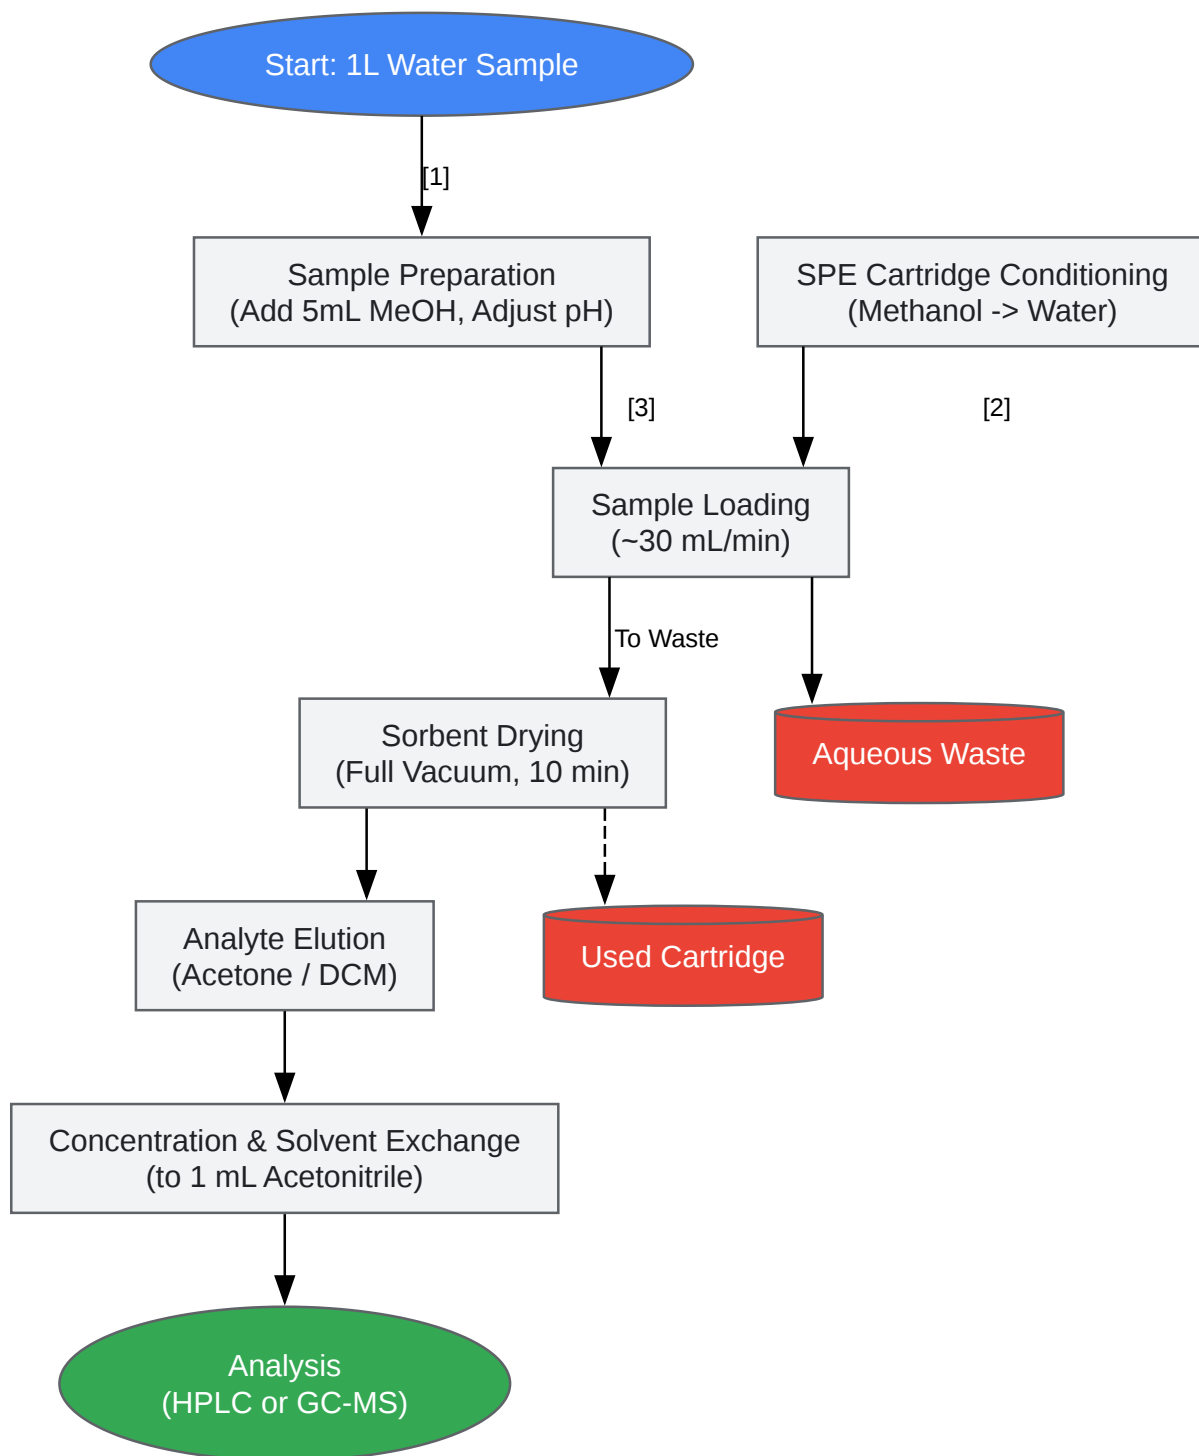 Start: 1L Water Sample
[1]
Sample Preparation
(Add 5mL MeOH, Adjust pH)
SPE Cartridge Conditioning
(Methanol -> Water)
[3]
[2]
Sample Loading
(~30 mL/min)
To Waste
Sorbent Drying
(Full Vacuum, 10 min)
Aqueous Waste
Analyte Elution
(Acetone / DCM)
Used Cartridge
Concentration & Solvent Exchange
(to 1 mL Acetonitrile)
Analysis
(HPLC or GC-MS)